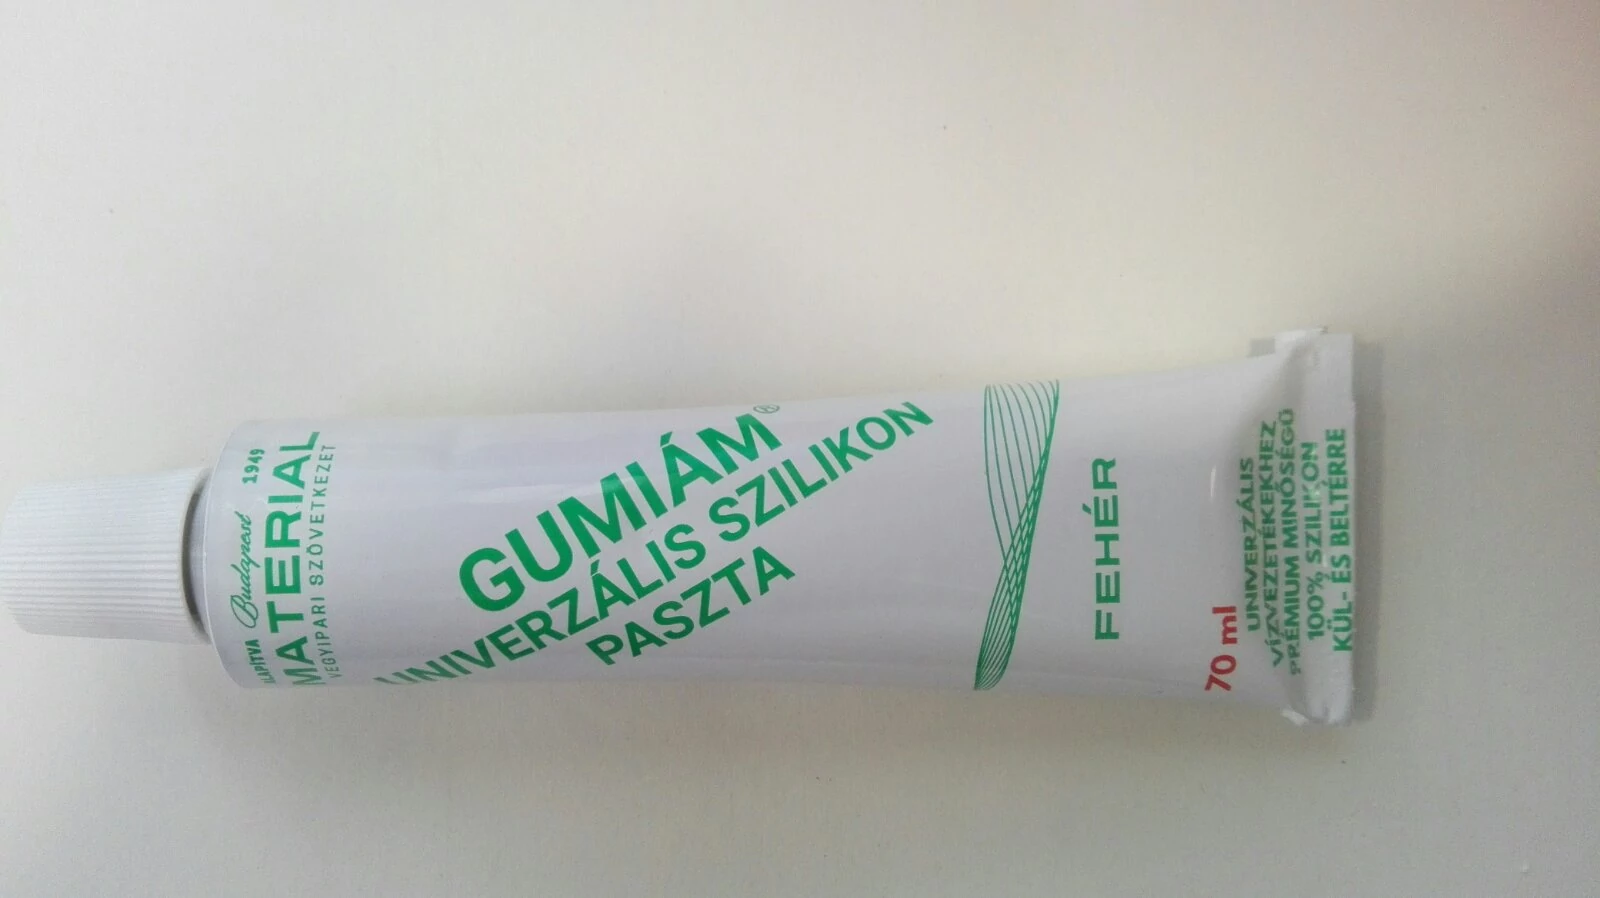 ALAPÍTVA Budapest 1949
MATERIAL
VEGYIPARI SZÖVETKEZET
GUMIÁM®
UNIVERZÁLIS SZILIKON
PASZTA
FEHÉR
70 ml
UNIVERZÁLIS
VÍZVEZETÉKEKHEZ
PRÉMIUM MINŐSÉGŰ
100% SZILIKON
KÜL- ÉS BELTÉRRE